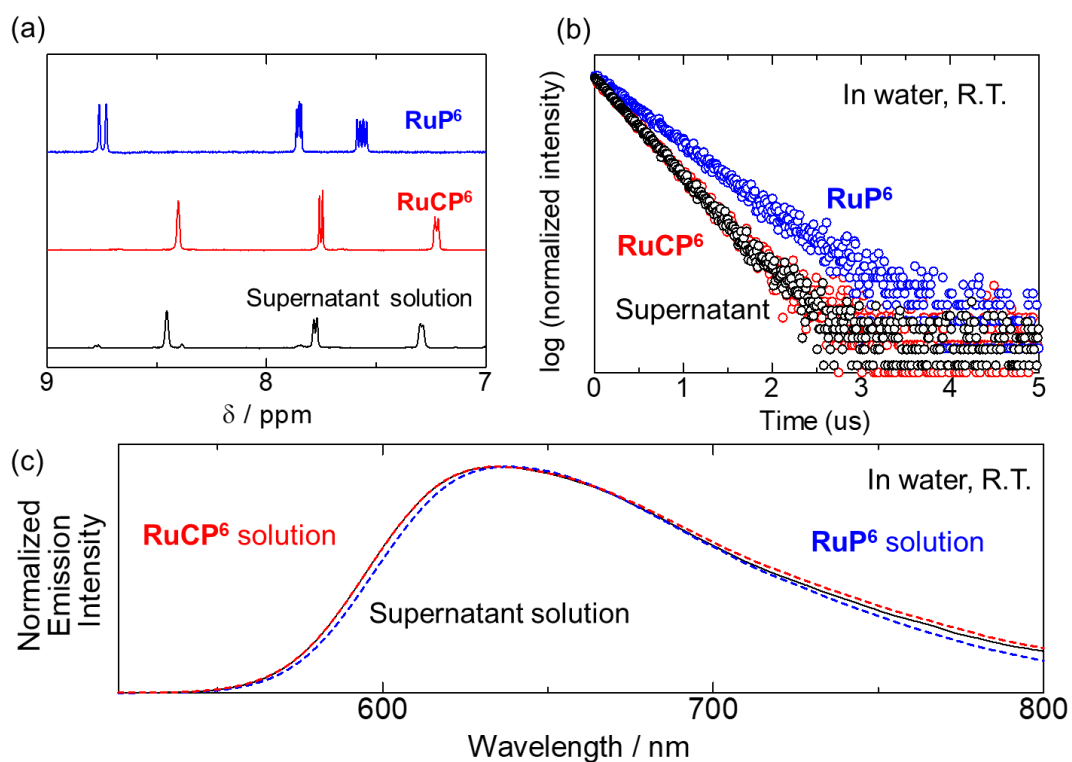 (a)
RuP⁶
RuCP⁶
Supernatant solution
9
8
7
δ / ppm
(b)
In water, R.T.
RuP⁶
RuCP⁶
Supernatant
log (normalized intensity)
0
1
2
3
4
5
Time (us)
(c)
In water, R.T.
RuCP⁶ solution
RuP⁶ solution
Supernatant solution
Normalized
Emission
Intensity
600
700
800
Wavelength / nm